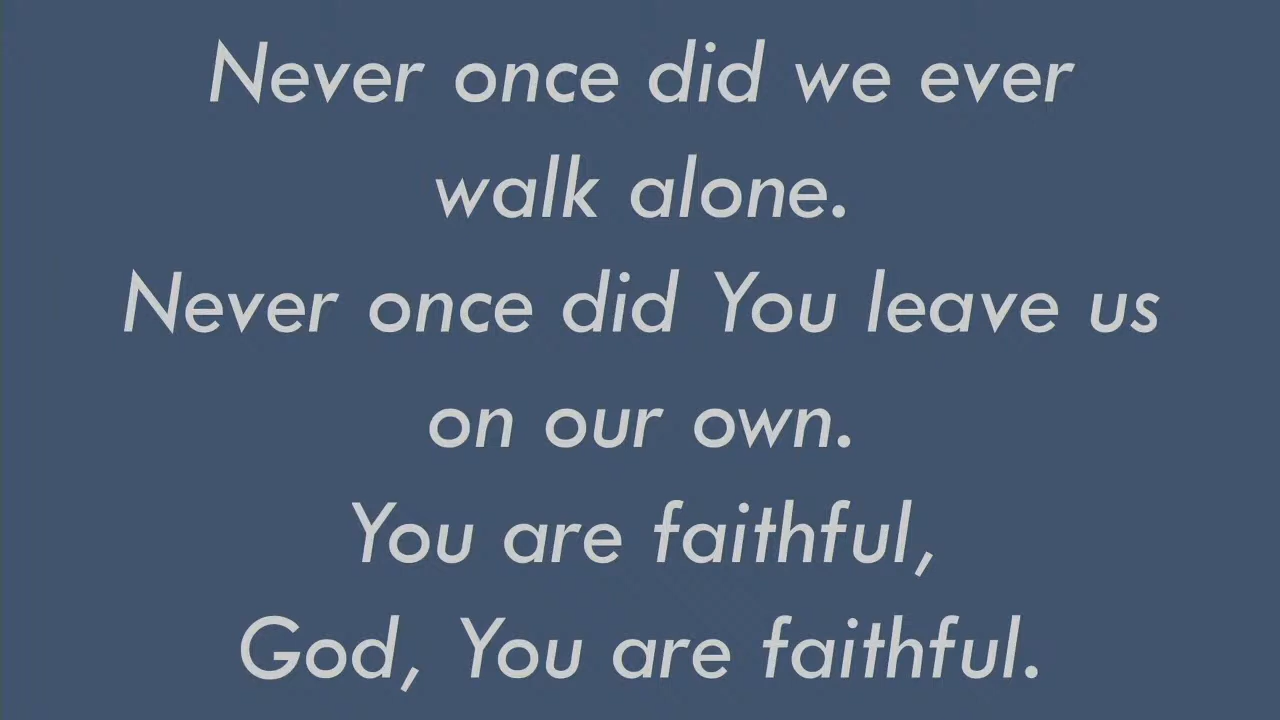 Never once did we ever
walk alone.
Never once did You leave us
on our own.
You are faithful,
God, You are faithful.